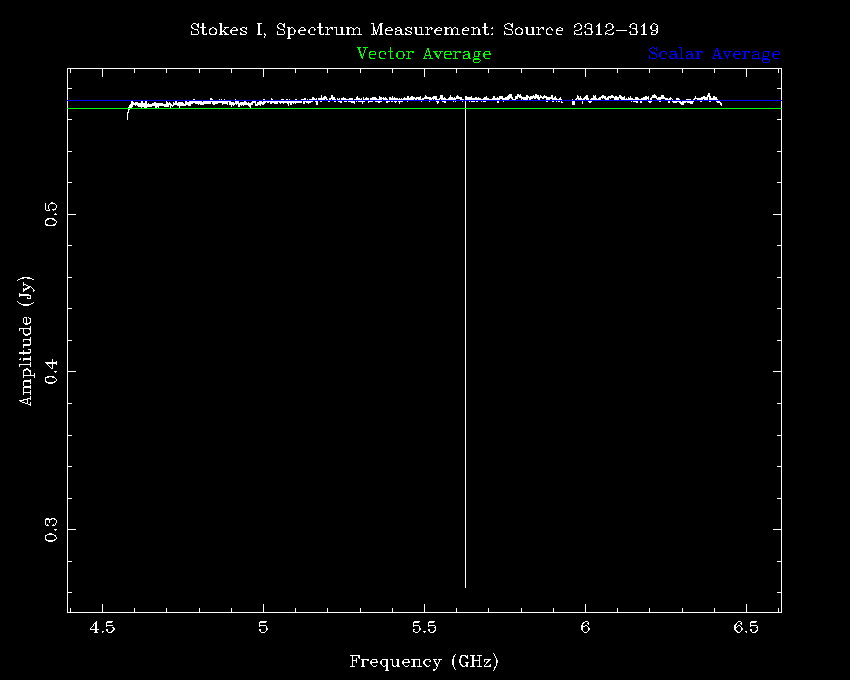 Stokes I, Spectrum Measurement: Source 2312-319
Vector Average
Scalar Average
Amplitude (Jy)
0.5
0.4
0.3
4.5
5
5.5
6
6.5
Frequency (GHz)